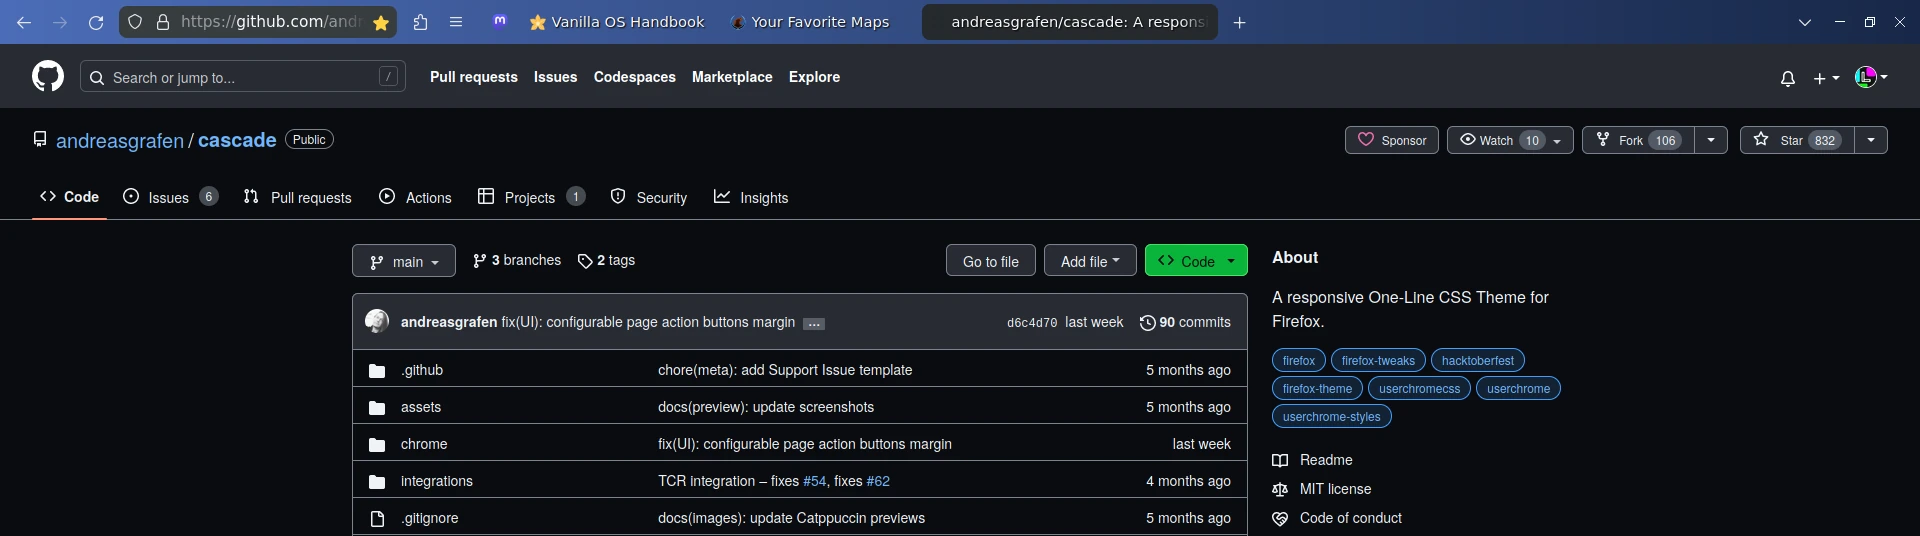 https://github.com/andr
m Vanilla OS Handbook Your Favorite Maps andreasgrafen/cascade: A respons
Search or jump to... / Pull requests Issues Codespaces Marketplace Explore
andreasgrafen / cascade Public Sponsor Watch 10 Fork 106 Star 832
Code Issues 6 Pull requests Actions Projects 1 Security Insights
main 3 branches 2 tags Go to file Add file Code
andreasgrafen fix(UI): configurable page action buttons margin ... d6c4d70 last week 90 commits
.github chore(meta): add Support Issue template 5 months ago
assets docs(preview): update screenshots 5 months ago
chrome fix(UI): configurable page action buttons margin last week
integrations TCR integration – fixes #54, fixes #62 4 months ago
.gitignore docs(images): update Catppuccin previews 5 months ago
About
A responsive One-Line CSS Theme for
Firefox.
firefox firefox-tweaks hacktoberfest
firefox-theme userchromecss userchrome
userchrome-styles
Readme
MIT license
Code of conduct